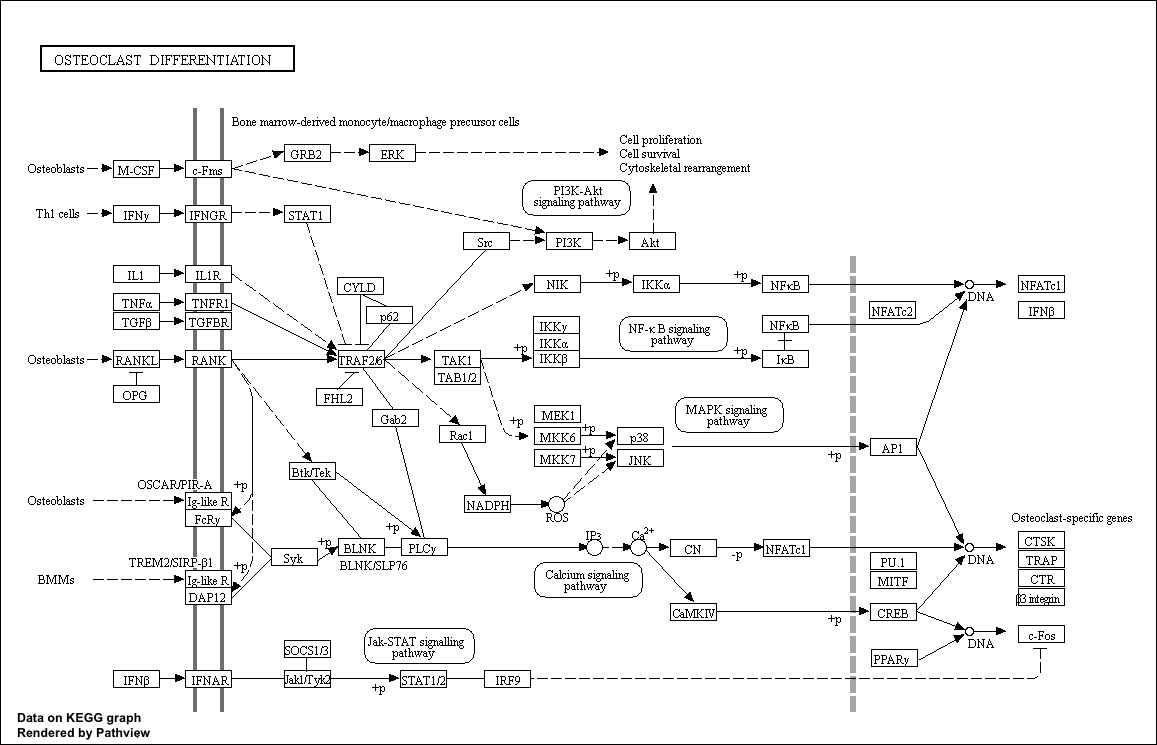 OSTEOCLAST DIFFERENTIATION
Bone marrow-derived monocyte/macrophage precursor cells
Cell proliferation
Cell survival
Cytoskeletal rearrangement
GRB2
ERK
Osteoblasts
M-CSF
c-Fms
PI3K-Akt
signaling pathway
Th1 cells
IFNγ
IFNGR
STAT1
Src
PI3K
Akt
IL1
IL1R
CYLD
NIK
+p
IKKα
+p
NFκB
NFATc1
DNA
TNFα
TNFR1
p62
NFATc2
IFNβ
TGFβ
TGFBR
IKKγ
IKKα
IKKβ
+p
NF-κ B signaling
pathway
NFκB
+p
IκB
Osteoblasts
RANKL
RANK
TRAF2/6
TAK1
TAB1/2
OPG
FHL2
Gab2
Rac1
+p
MEK1
MKK6
+p
p38
MKK7
+p
JNK
MAPK signaling
pathway
+p
AP1
Btk/Tek
OSCAR/PIR-A
+p
Osteoblasts
Ig-like R
FcRγ
NADPH
ROS
Osteoclast-specific genes
Syk
+p
BLNK
BLNK/SLP76
+p
PLCγ
IP3
Ca2+
CN
-p
NFATc1
DNA
CTSK
TRAP
CTR
β3 integrin
TREM2/SIRP-β1
+p
BMMs
Ig-like R
DAP12
Calcium signaling
pathway
PU.1
MITF
CaMKIV
+p
CREB
DNA
c-Fos
PPARγ
SOCS1/3
Jak-STAT signalling
pathway
IFNβ
IFNAR
Jak1/Tyk2
+p
STAT1/2
IRF9
Data on KEGG graph
Rendered by Pathview